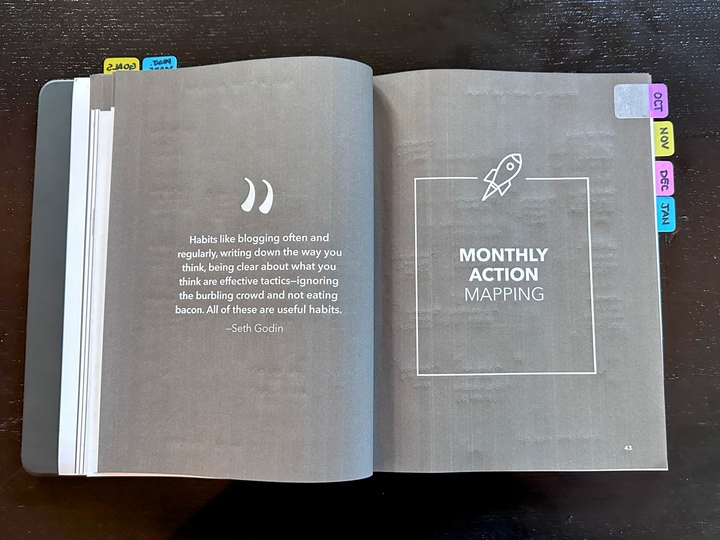 GOALS
”
Habits like blogging often and
regularly, writing down the way you
think, being clear about what you
think are effective tactics—ignoring
the burbling crowd and not eating
bacon. All of these are useful habits.
—Seth Godin
MONTHLY
ACTION
MAPPING
43
OCT
NOV
DEC
JAN